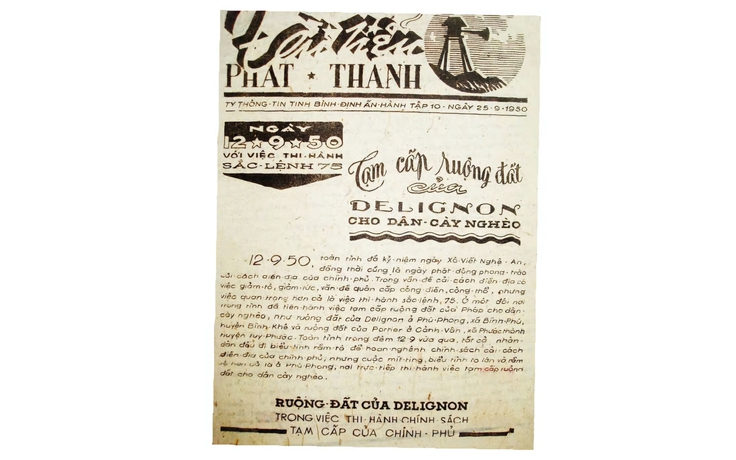 PHÁT ★ THANH
TY THÔNG-TIN TỈNH BÌNH-ĐỊNH ẤN-HÀNH TẬP 10 - NGÀY 25-9-1950
NGÀY
12★9★50
VỚI VIỆC THI-HÀNH
SẮC-LỆNH 75
Tạm cấp ruộng đất
của
DELIGNON
CHO DÂN-CÀY NGHÈO
12-9-50, toàn tỉnh đã kỷ-niệm ngày Xô-Viết Nghệ-An,
đồng thời cũng là ngày phát-động phong-trào
cải-cách điền-địa của chính-phủ. Trong vấn-đề cải-cách điền-địa có
việc giảm-tô, giảm-tức, vấn-đề quân-cấp công-điền, công-thổ, nhưng
việc quan-trọng hơn cả là việc thi-hành sắc-lệnh, 75. Ở một đôi nơi
trong tỉnh đã tiến-hành việc tạm cấp ruộng đất của Pháp cho dân-
cày nghèo, như ruộng đất của Delignon ở Phú-Phong, xã Bình-Phú,
huyện Bình-Khê và ruộng đất của Portier ở Cảnh-Vân, xã Phước-thành
huyện Tuy-Phước. Toàn tỉnh trong đêm 12-9 vừa qua, tất cả nhân-
dân đều đi biểu-tình rầm-rộ để hoan-nghênh chính-sách cải-cách
điền-địa của chính phủ, nhưng cuộc mít-ting, biểu tình to lớn và rầm
rộ hơn cả là ở Phú Phong, nơi trực-tiếp thi-hành việc tạm cấp ruộng
đất cho dân cày nghèo.
RUỘNG-ĐẤT CỦA DELIGNON
TRONG VIỆC THI-HÀNH CHÍNH-SÁCH
TẠM CẤP CỦA CHÍNH-PHỦ